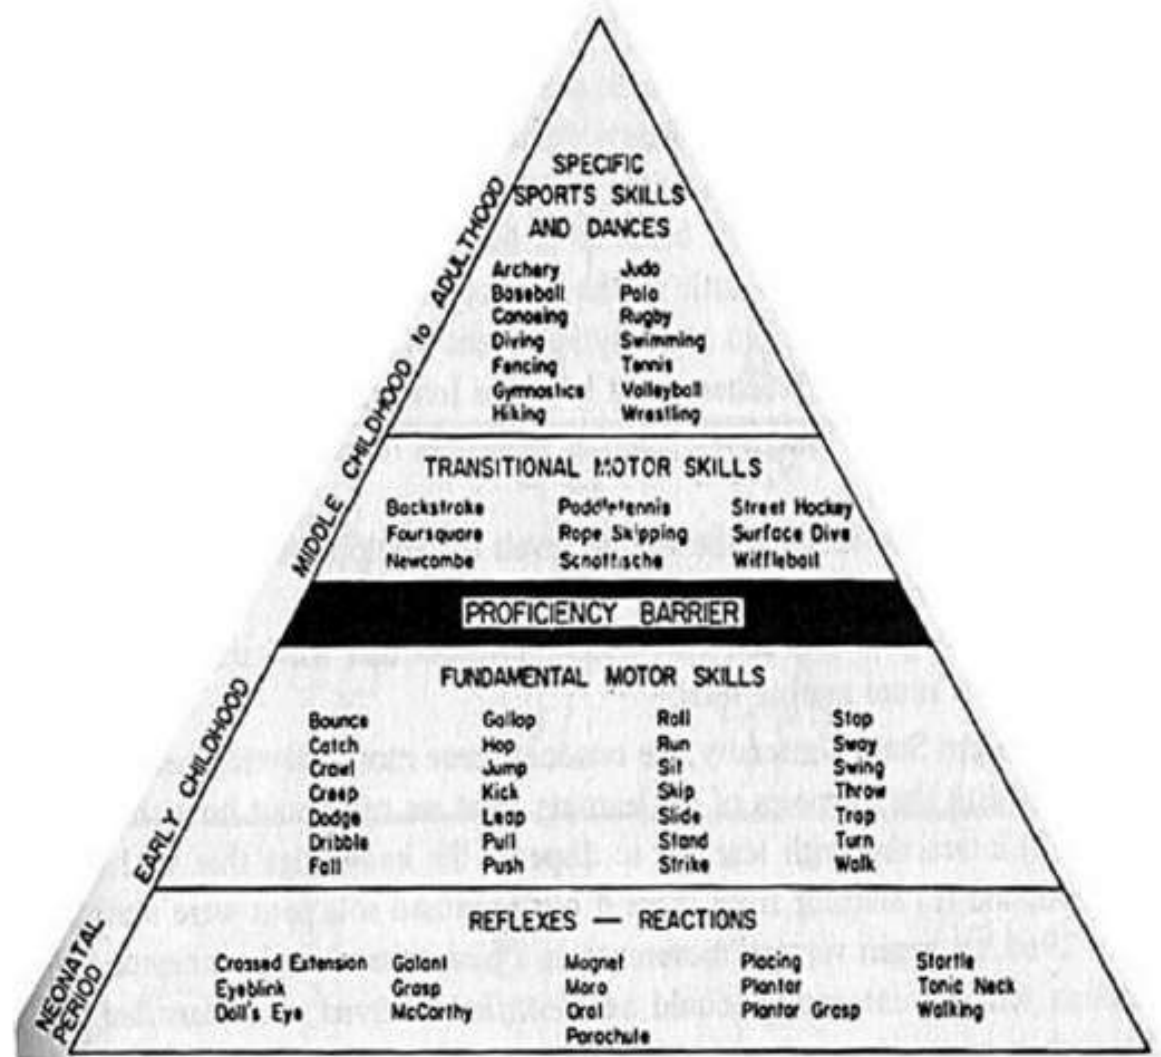 SPECIFIC
SPORTS SKILLS
AND DANCES
Archery Judo
Baseball Polo
Canoeing Rugby
Diving Swimming
Fencing Tennis
Gymnastics Volleyball
Hiking Wrestling
MIDDLE CHILDHOOD to ADULTHOOD
TRANSITIONAL MOTOR SKILLS
Backstroke Paddletennis Street Hockey
Foursquare Rope Skipping Surface Dive
Newcombe Schottische Wiffleball
PROFICIENCY BARRIER
EARLY CHILDHOOD
FUNDAMENTAL MOTOR SKILLS
Bounce Gallop Roll Stop
Catch Hop Run Sway
Crawl Jump Sit Swing
Creep Kick Skip Throw
Dodge Leap Slide Trap
Dribble Pull Stand Turn
Fall Push Strike Walk
NEONATAL
PERIOD
REFLEXES — REACTIONS
Crossed Extension Galant Magnet Placing Startle
Eyeblink Grasp Moro Plantar Tonic Neck
Doll's Eye McCarthy Oral Plantar Grasp Walking
Parachute